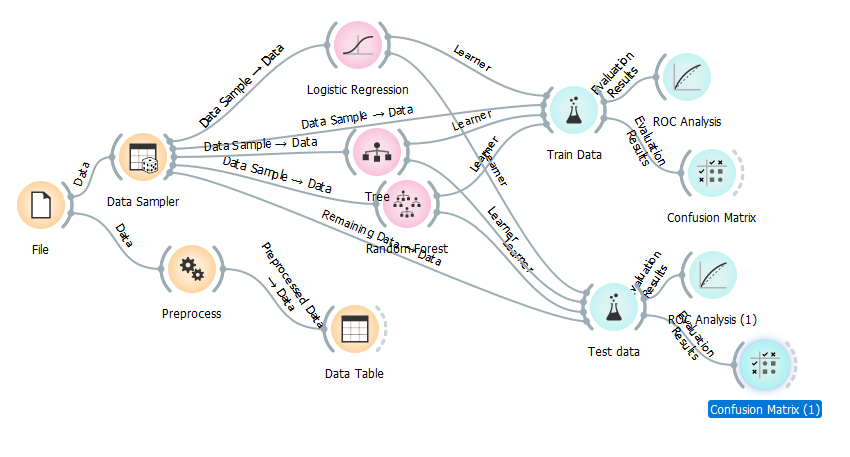 Logistic Regression
Data Sample → Data
Learner
Evaluation
Results
ROC Analysis
Data Sample → Data
Learner
Train Data
Data Sample → Data
Evaluation
Results
Data
Data Sampler
Data Sample → Data
Tree
Learner
Learner
Confusion Matrix
File
Data
Remaining Data → Data
Random Forest
Learner
Learner
Preprocess
Preprocessed Data
→ Data
Data Table
Evaluation
Results
ROC Analysis (1)
Test data
Evaluation
Results
Confusion Matrix (1)